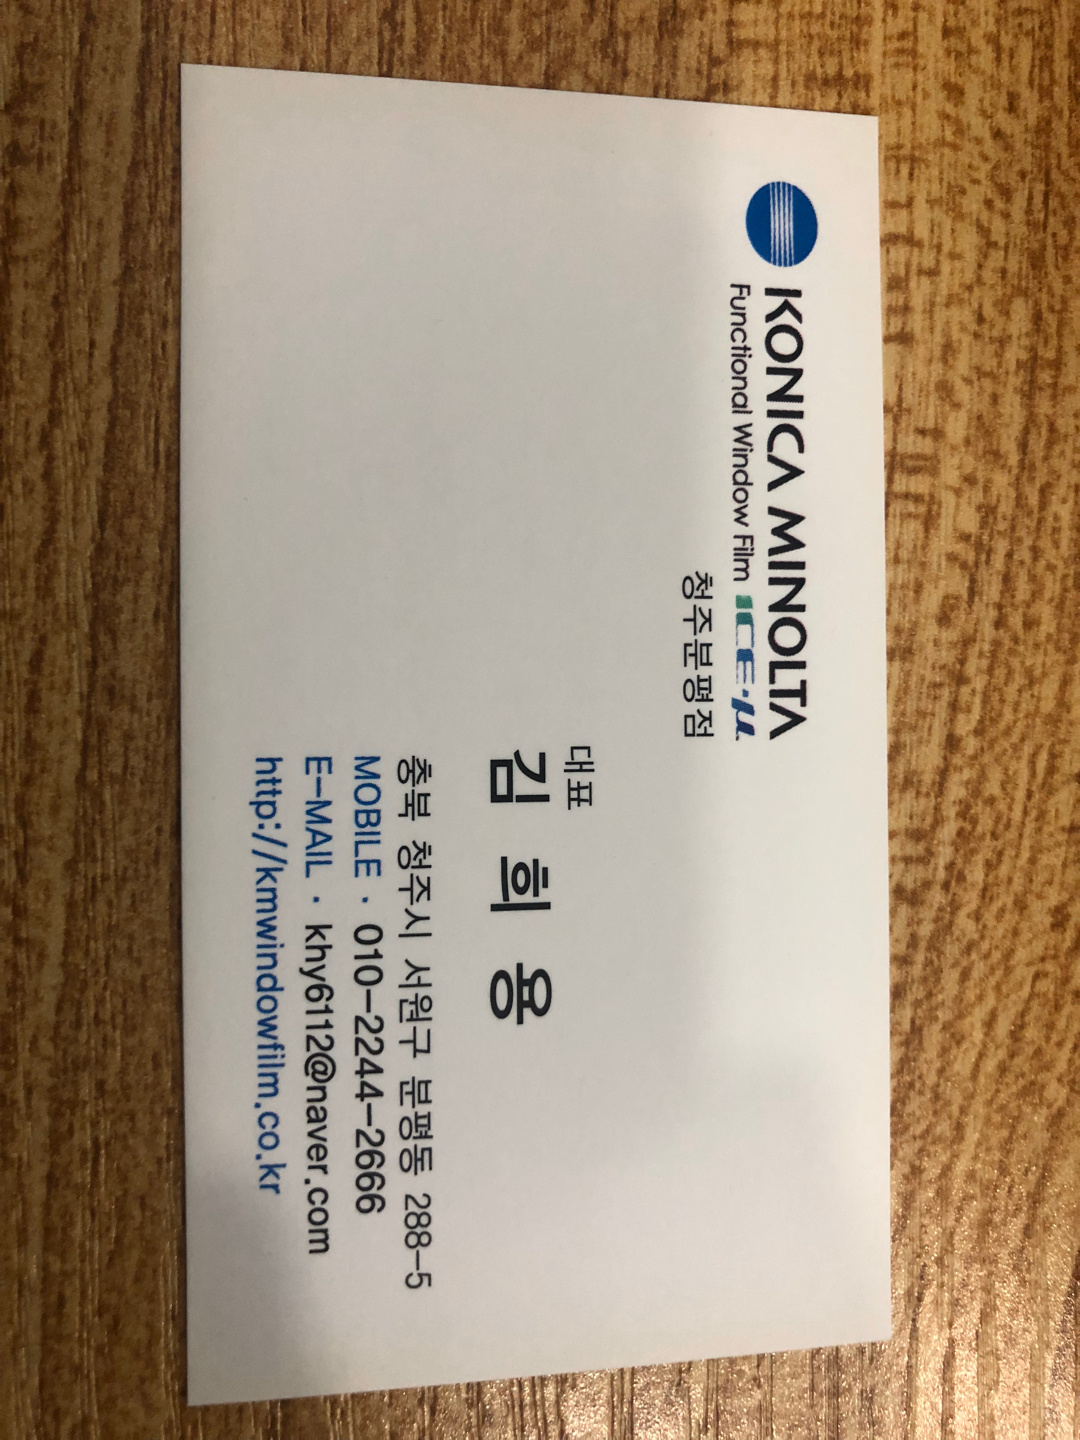 KONICA MINOLTA
Functional Window Film ICE-μ
청주분평점
대표
김 희 용
충북 청주시 서원구 분평동 288-5
MOBILE · 010-2244-2666
E-MAIL · khy6112@naver.com
http://kmwindowfilm.co.kr